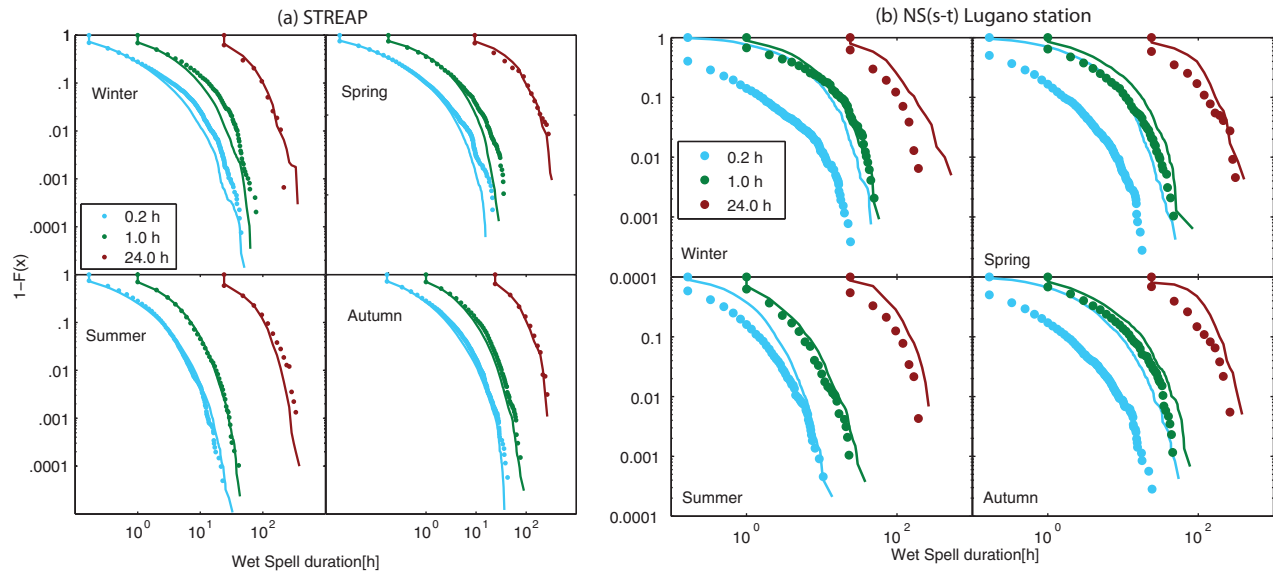 (a) STREAP
(b) NS(s-t) Lugano station
1
.1
.01
.001
.0001
Winter
0.2 h
1.0 h
24.0 h
Spring
1−F(x)
1
.1
.01
.001
.0001
Summer
Autumn
10^0 10^1 10^2
10^0 10^1 10^2
Wet Spell duration[h]
1
0.1
0.01
0.001
0.0001
0.2 h
1.0 h
24.0 h
Winter
Spring
0.1
0.01
0.001
0.0001
Summer
Autumn
10^0 10^2
10^0 10^2
Wet Spell duration[h]